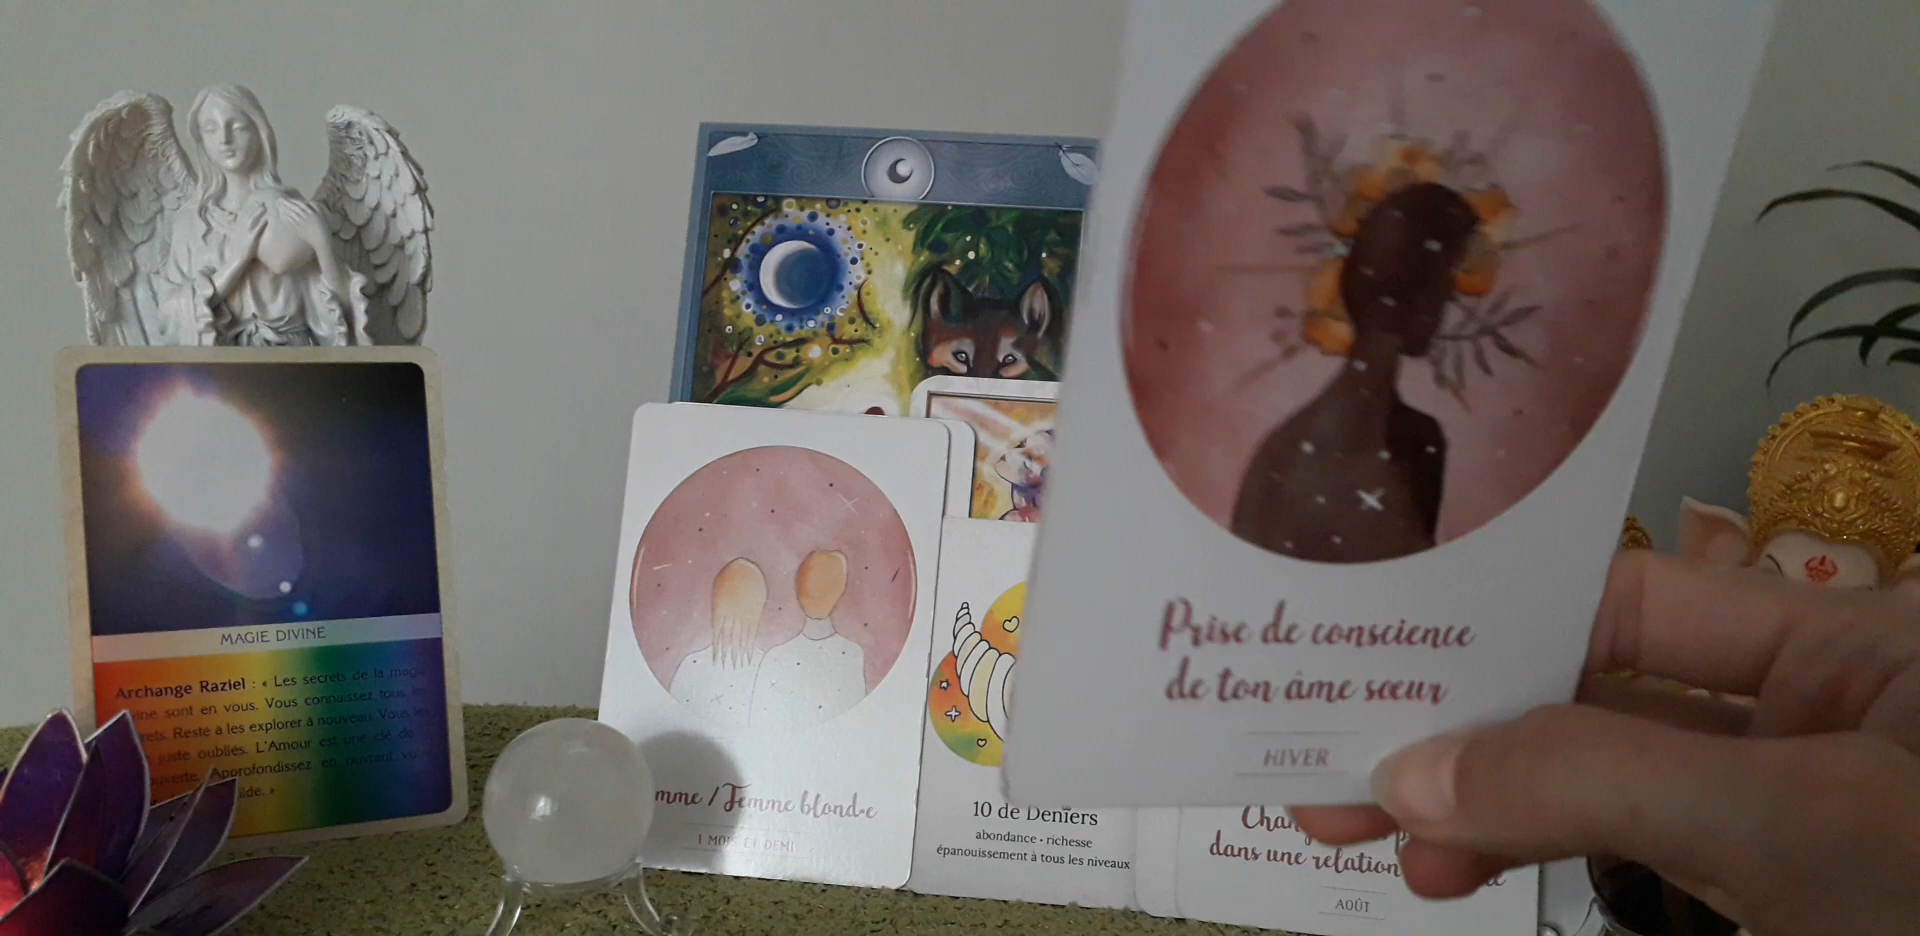 MAGIE DIVINE
Archange Raziel : « Les secrets de la
sont en vous. Vous connaissez tous
Reste à les explorer à nouveau. Vous les
juste oubliés. L'Amour est une clé de
Approfondissez en ouvrant
»
/ Femme blond·e
1 MOIS ET DEMI
10 de Deniers
abondance • richesse
épanouissement à tous les niveaux
Prise de conscience
de ton âme sœur
HIVER
dans une relation
AOÛT